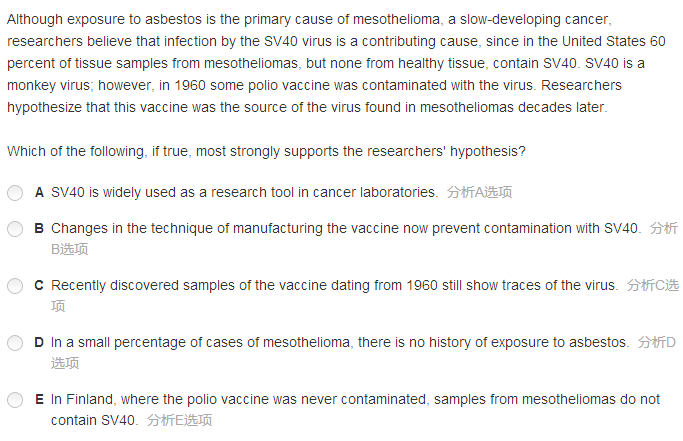 Although exposure to asbestos is the primary cause of mesothelioma, a slow-developing cancer,
researchers believe that infection by the SV40 virus is a contributing cause, since in the United States 60
percent of tissue samples from mesotheliomas, but none from healthy tissue, contain SV40. SV40 is a
monkey virus; however, in 1960 some polio vaccine was contaminated with the virus. Researchers
hypothesize that this vaccine was the source of the virus found in mesotheliomas decades later.
Which of the following, if true, most strongly supports the researchers' hypothesis?
A SV40 is widely used as a research tool in cancer laboratories. 分析A选项
B Changes in the technique of manufacturing the vaccine now prevent contamination with SV40. 分析
B选项
C Recently discovered samples of the vaccine dating from 1960 still show traces of the virus. 分析C选
项
D In a small percentage of cases of mesothelioma, there is no history of exposure to asbestos. 分析D
选项
E In Finland, where the polio vaccine was never contaminated, samples from mesotheliomas do not
contain SV40. 分析E选项